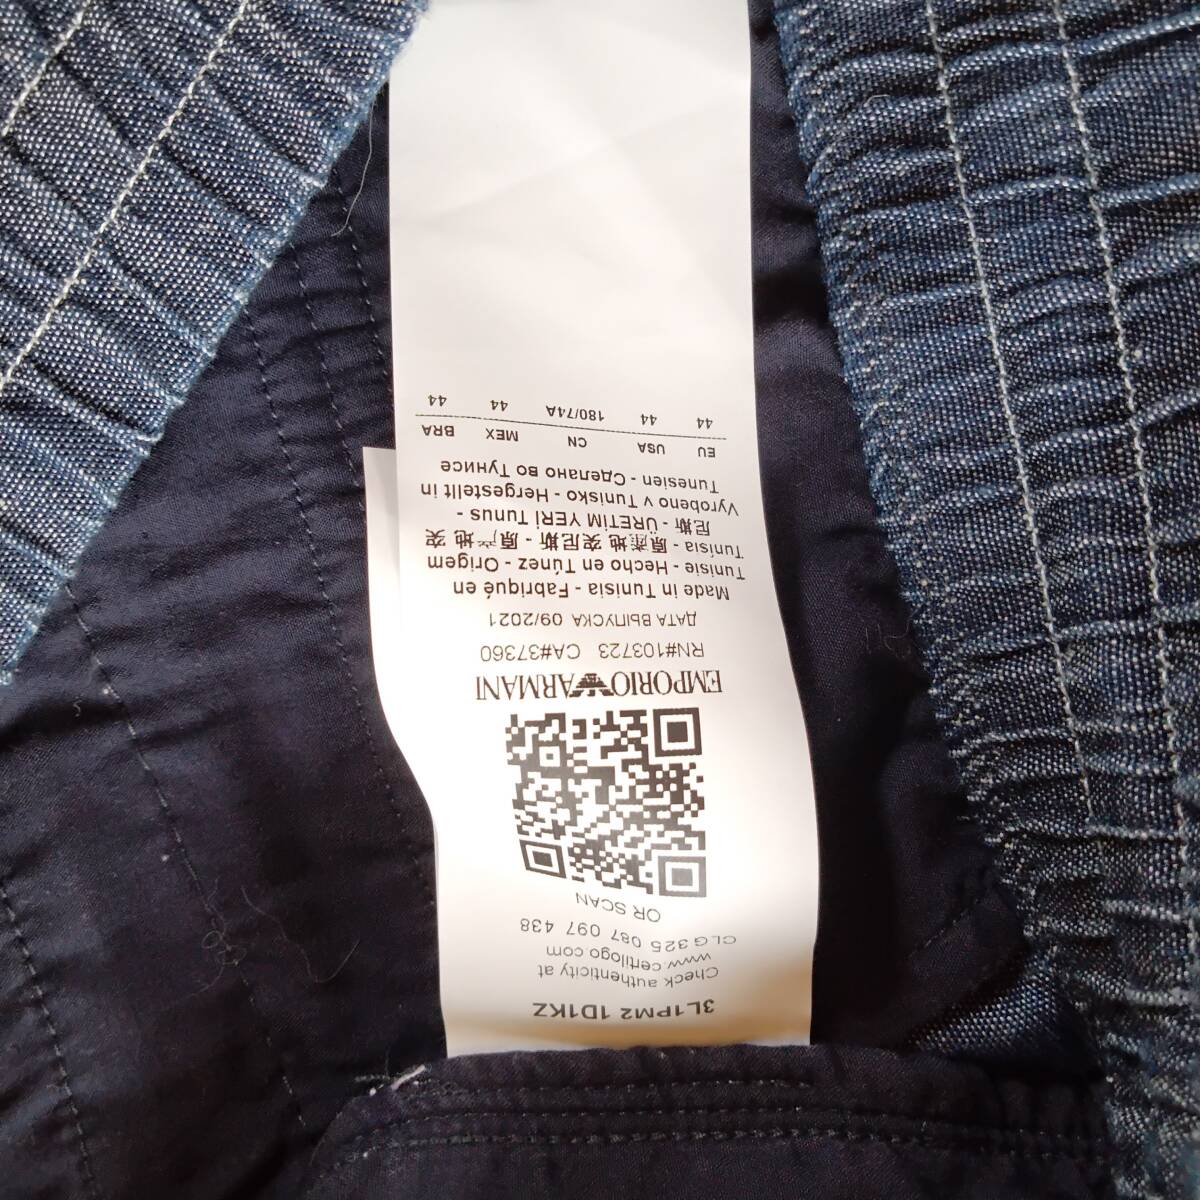 3L1PM2 1D1KZ
Check authenticity at
www.certilogo.com
CLG 325 087 097 438
OR SCAN
EMPORIO ARMANI
RN#103723 CA#37360
ДАТА ВЫПУСКА 09/2021
Made in Tunisia - Fabriqué en
Tunisie - Hecho en Túnez - Origem
Tunísia - 原產地 突尼斯 - 原产地 突
尼斯 - ÜRETİM YERİ Tunus -
Vyrobeno v Tunisko - Hergestellt in
Tunesien - Сделано во Тунисе
EU USA CN MEX BRA
44 44 180/74A 44 44